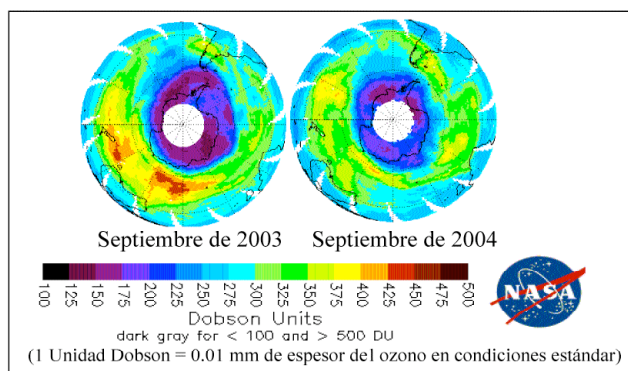 Septiembre de 2003 Septiembre de 2004
100 125 150 175 200 225 250 275 300 325 350 375 400 425 450 475 500
Dobson Units
dark gray for < 100 and > 500 DU
NASA
(1 Unidad Dobson = 0.01 mm de espesor del ozono en condiciones estándar)